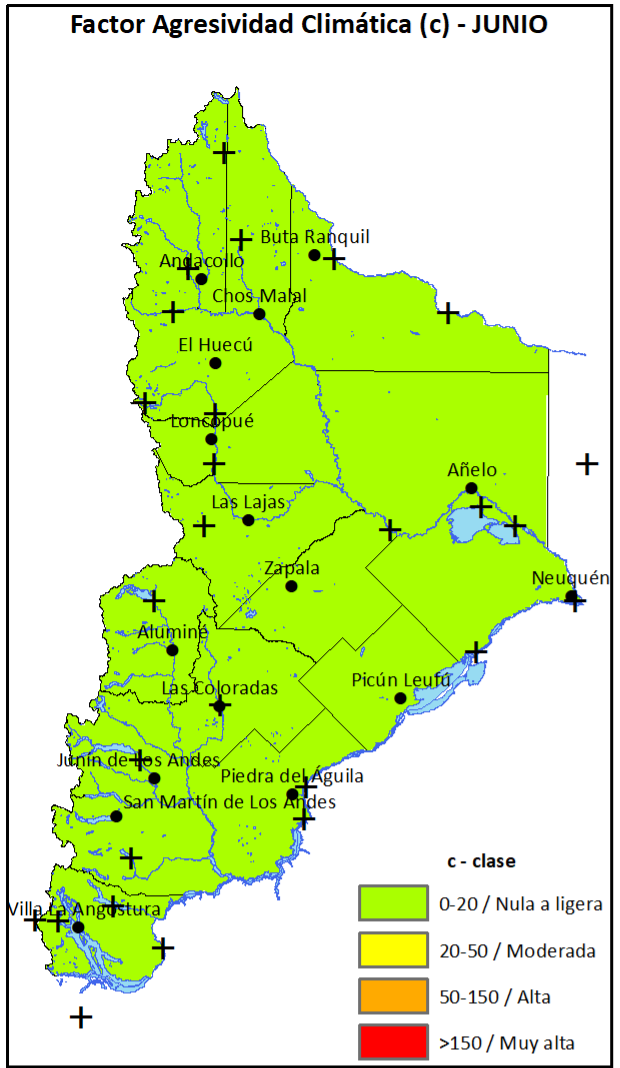 Factor Agresividad Climática (c) - JUNIO
Buta Ranquil
Andacollo
Chos Malal
El Huecú
Loncopué
Añelo
Las Lajas
Zapala
Neuquén
Aluminé
Picún Leufú
Las Coloradas
Junín de Los Andes
Piedra del Águila
San Martín de Los Andes
Villa La Angostura
c - clase
0-20 / Nula a ligera
20-50 / Moderada
50-150 / Alta
>150 / Muy alta